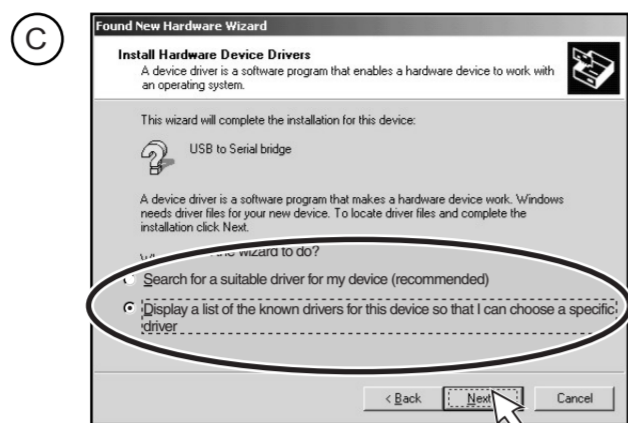 C
Found New Hardware Wizard
Install Hardware Device Drivers
A device driver is a software program that enables a hardware device to work with
an operating system.
This wizard will complete the installation for this device:
USB to Serial bridge
A device driver is a software program that makes a hardware device work. Windows
needs driver files for your new device. To locate driver files and complete the
installation click Next.
the wizard to do?
Search for a suitable driver for my device (recommended)
Display a list of the known drivers for this device so that I can choose a specific
driver
< Back
Next
Cancel